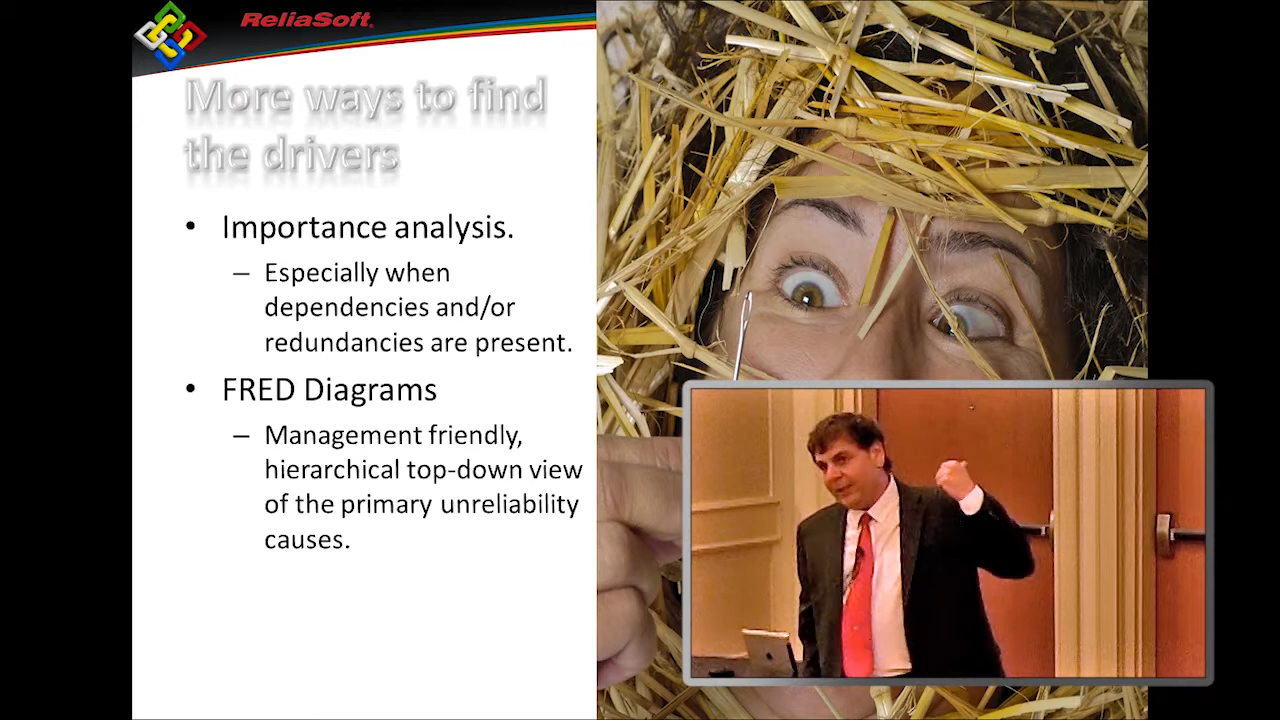 ReliaSoft
More ways to find
the drivers
• Importance analysis.
– Especially when
dependencies and/or
redundancies are present.
• FRED Diagrams
– Management friendly,
hierarchical top-down view
of the primary unreliability
causes.